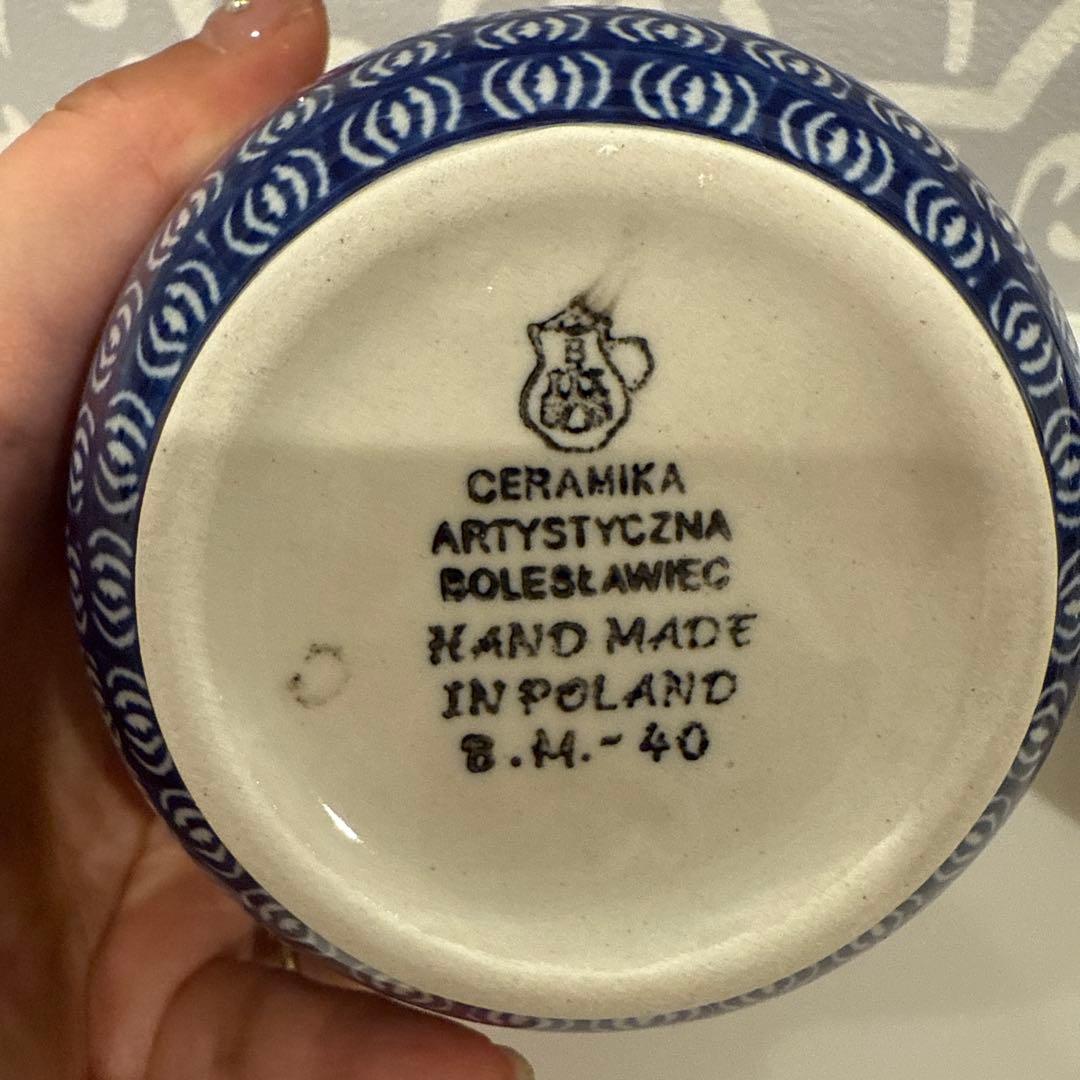 B
CERAMIKA
ARTYSTYCZNA
BOLESŁAWIEC
HAND MADE
IN POLAND
B.M.-40